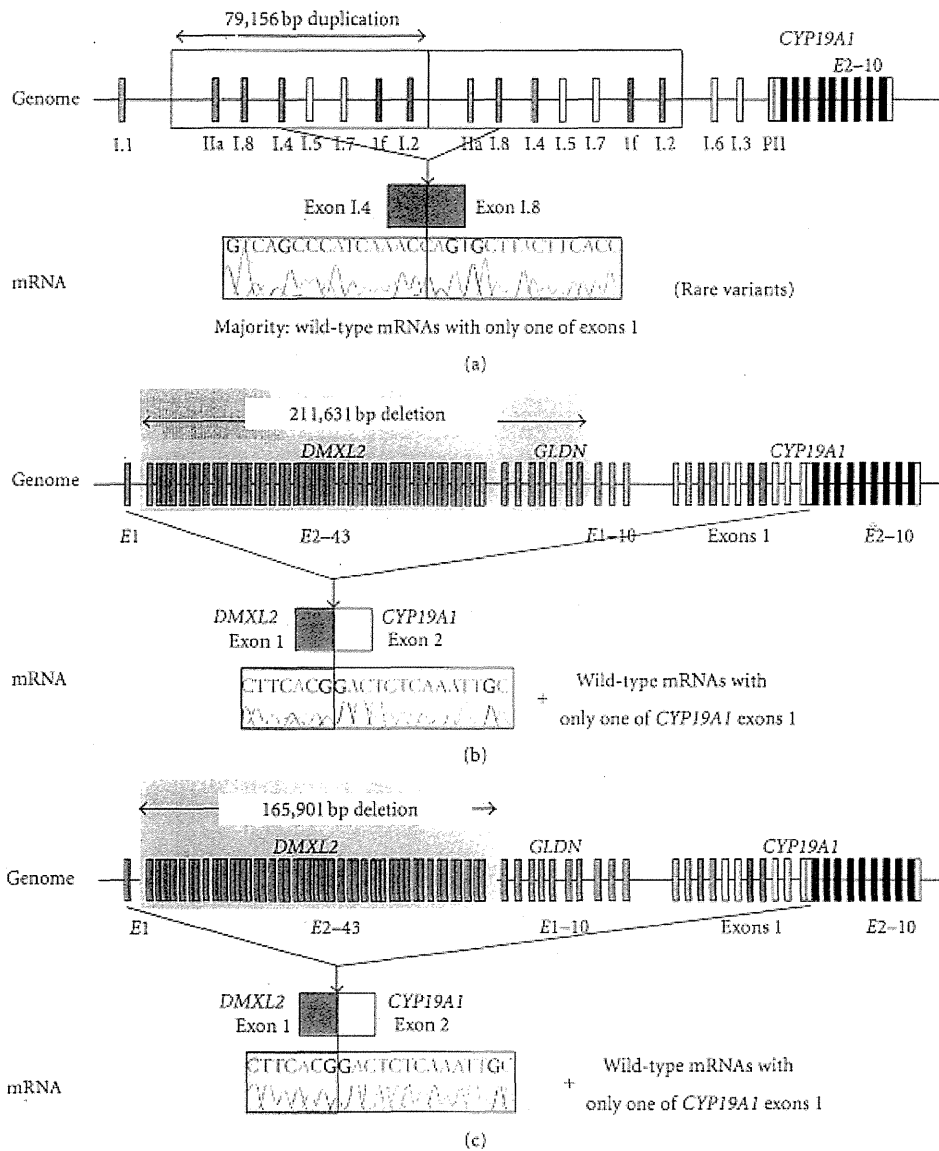 79,156 bp duplication
CYP19A1
E2–10
Genome
I.1 IIa I.8 I.4 I.5 I.7 If I.2 IIa I.8 I.4 I.5 I.7 If I.2 I.6 I.3 PII
Exon I.4 Exon I.8
GTCAGCCCATCAAACCAGTGCTTACTTCACC
mRNA
(Rare variants)
Majority: wild-type mRNAs with only one of exons 1
(a)
211,631 bp deletion
DMXL2 GLDN CYP19A1
Genome
E1 E2–43 E1–10 Exons 1 E2–10
DMXL2 CYP19A1
Exon 1 Exon 2
mRNA
CTTCACGGACTCTCAAATTGC
+ Wild-type mRNAs with
only one of CYP19A1 exons 1
(b)
165,901 bp deletion
DMXL2 GLDN CYP19A1
Genome
E1 E2–43 E1–10 Exons 1 E2–10
DMXL2 CYP19A1
Exon 1 Exon 2
CTTCACGGACTCTCAAATTGC
mRNA
+ Wild-type mRNAs with
only one of CYP19A1 exons 1
(c)